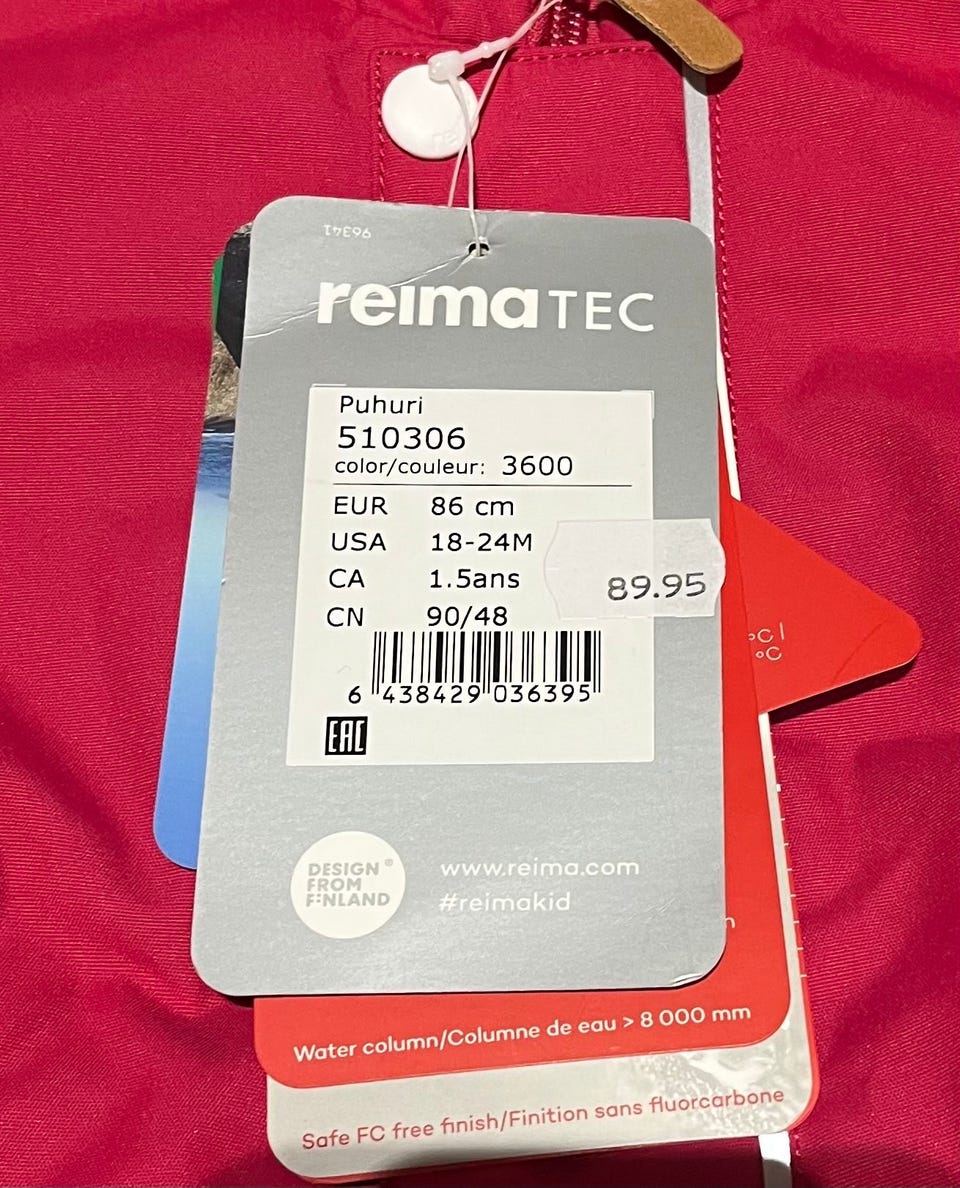 96341
reima TEC
Puhuri
510306
color/couleur: 3600
EUR 86 cm
USA 18-24M
CA 1.5ans
CN 90/48
89.95
6 438429 036395
EAC
DESIGN ®
FROM
FINLAND
www.reima.com
#reimakid
°C |
°C
Water column/Columne de eau > 8 000 mm
Safe FC free finish/Finition sans fluorcarbone